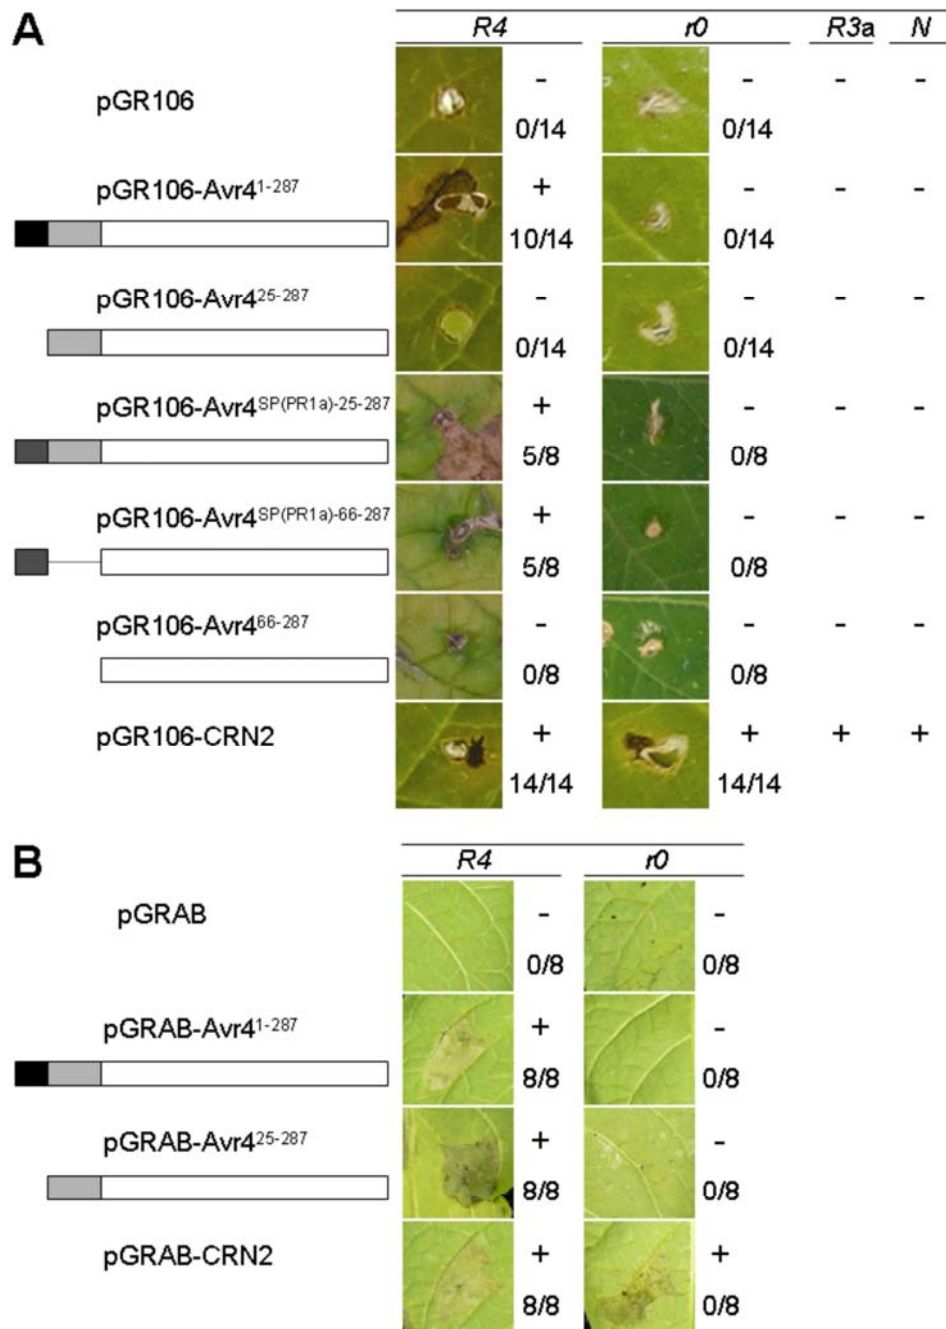 A
R4 r0 R3a N
pGR106 - - - -
0/14 0/14
pGR106-Avr4¹⁻²⁸⁷ + - - -
10/14 0/14
pGR106-Avr4²⁵⁻²⁸⁷ - - - -
0/14 0/14
pGR106-Avr4ˢᴾ⁽ᴾᴿ¹ᵃ⁾⁻²⁵⁻²⁸⁷ + - - -
5/8 0/8
pGR106-Avr4ˢᴾ⁽ᴾᴿ¹ᵃ⁾⁻⁶⁶⁻²⁸⁷ + - - -
5/8 0/8
pGR106-Avr4⁶⁶⁻²⁸⁷ - - - -
0/8 0/8
pGR106-CRN2 + + + +
14/14 14/14
B
R4 r0
pGRAB - -
0/8 0/8
pGRAB-Avr4¹⁻²⁸⁷ + -
8/8 0/8
pGRAB-Avr4²⁵⁻²⁸⁷ + -
8/8 0/8
pGRAB-CRN2 + +
8/8 0/8